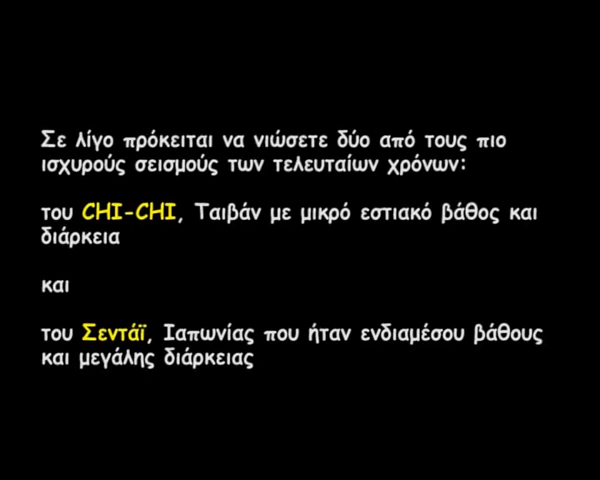 Σε λίγο πρόκειται να νιώσετε δύο από τους πιο
ισχυρούς σεισμούς των τελευταίων χρόνων:
του CHI-CHI, Ταιβάν με μικρό εστιακό βάθος και
διάρκεια
και
του Σεντάϊ, Ιαπωνίας που ήταν ενδιαμέσου βάθους
και μεγάλης διάρκειας